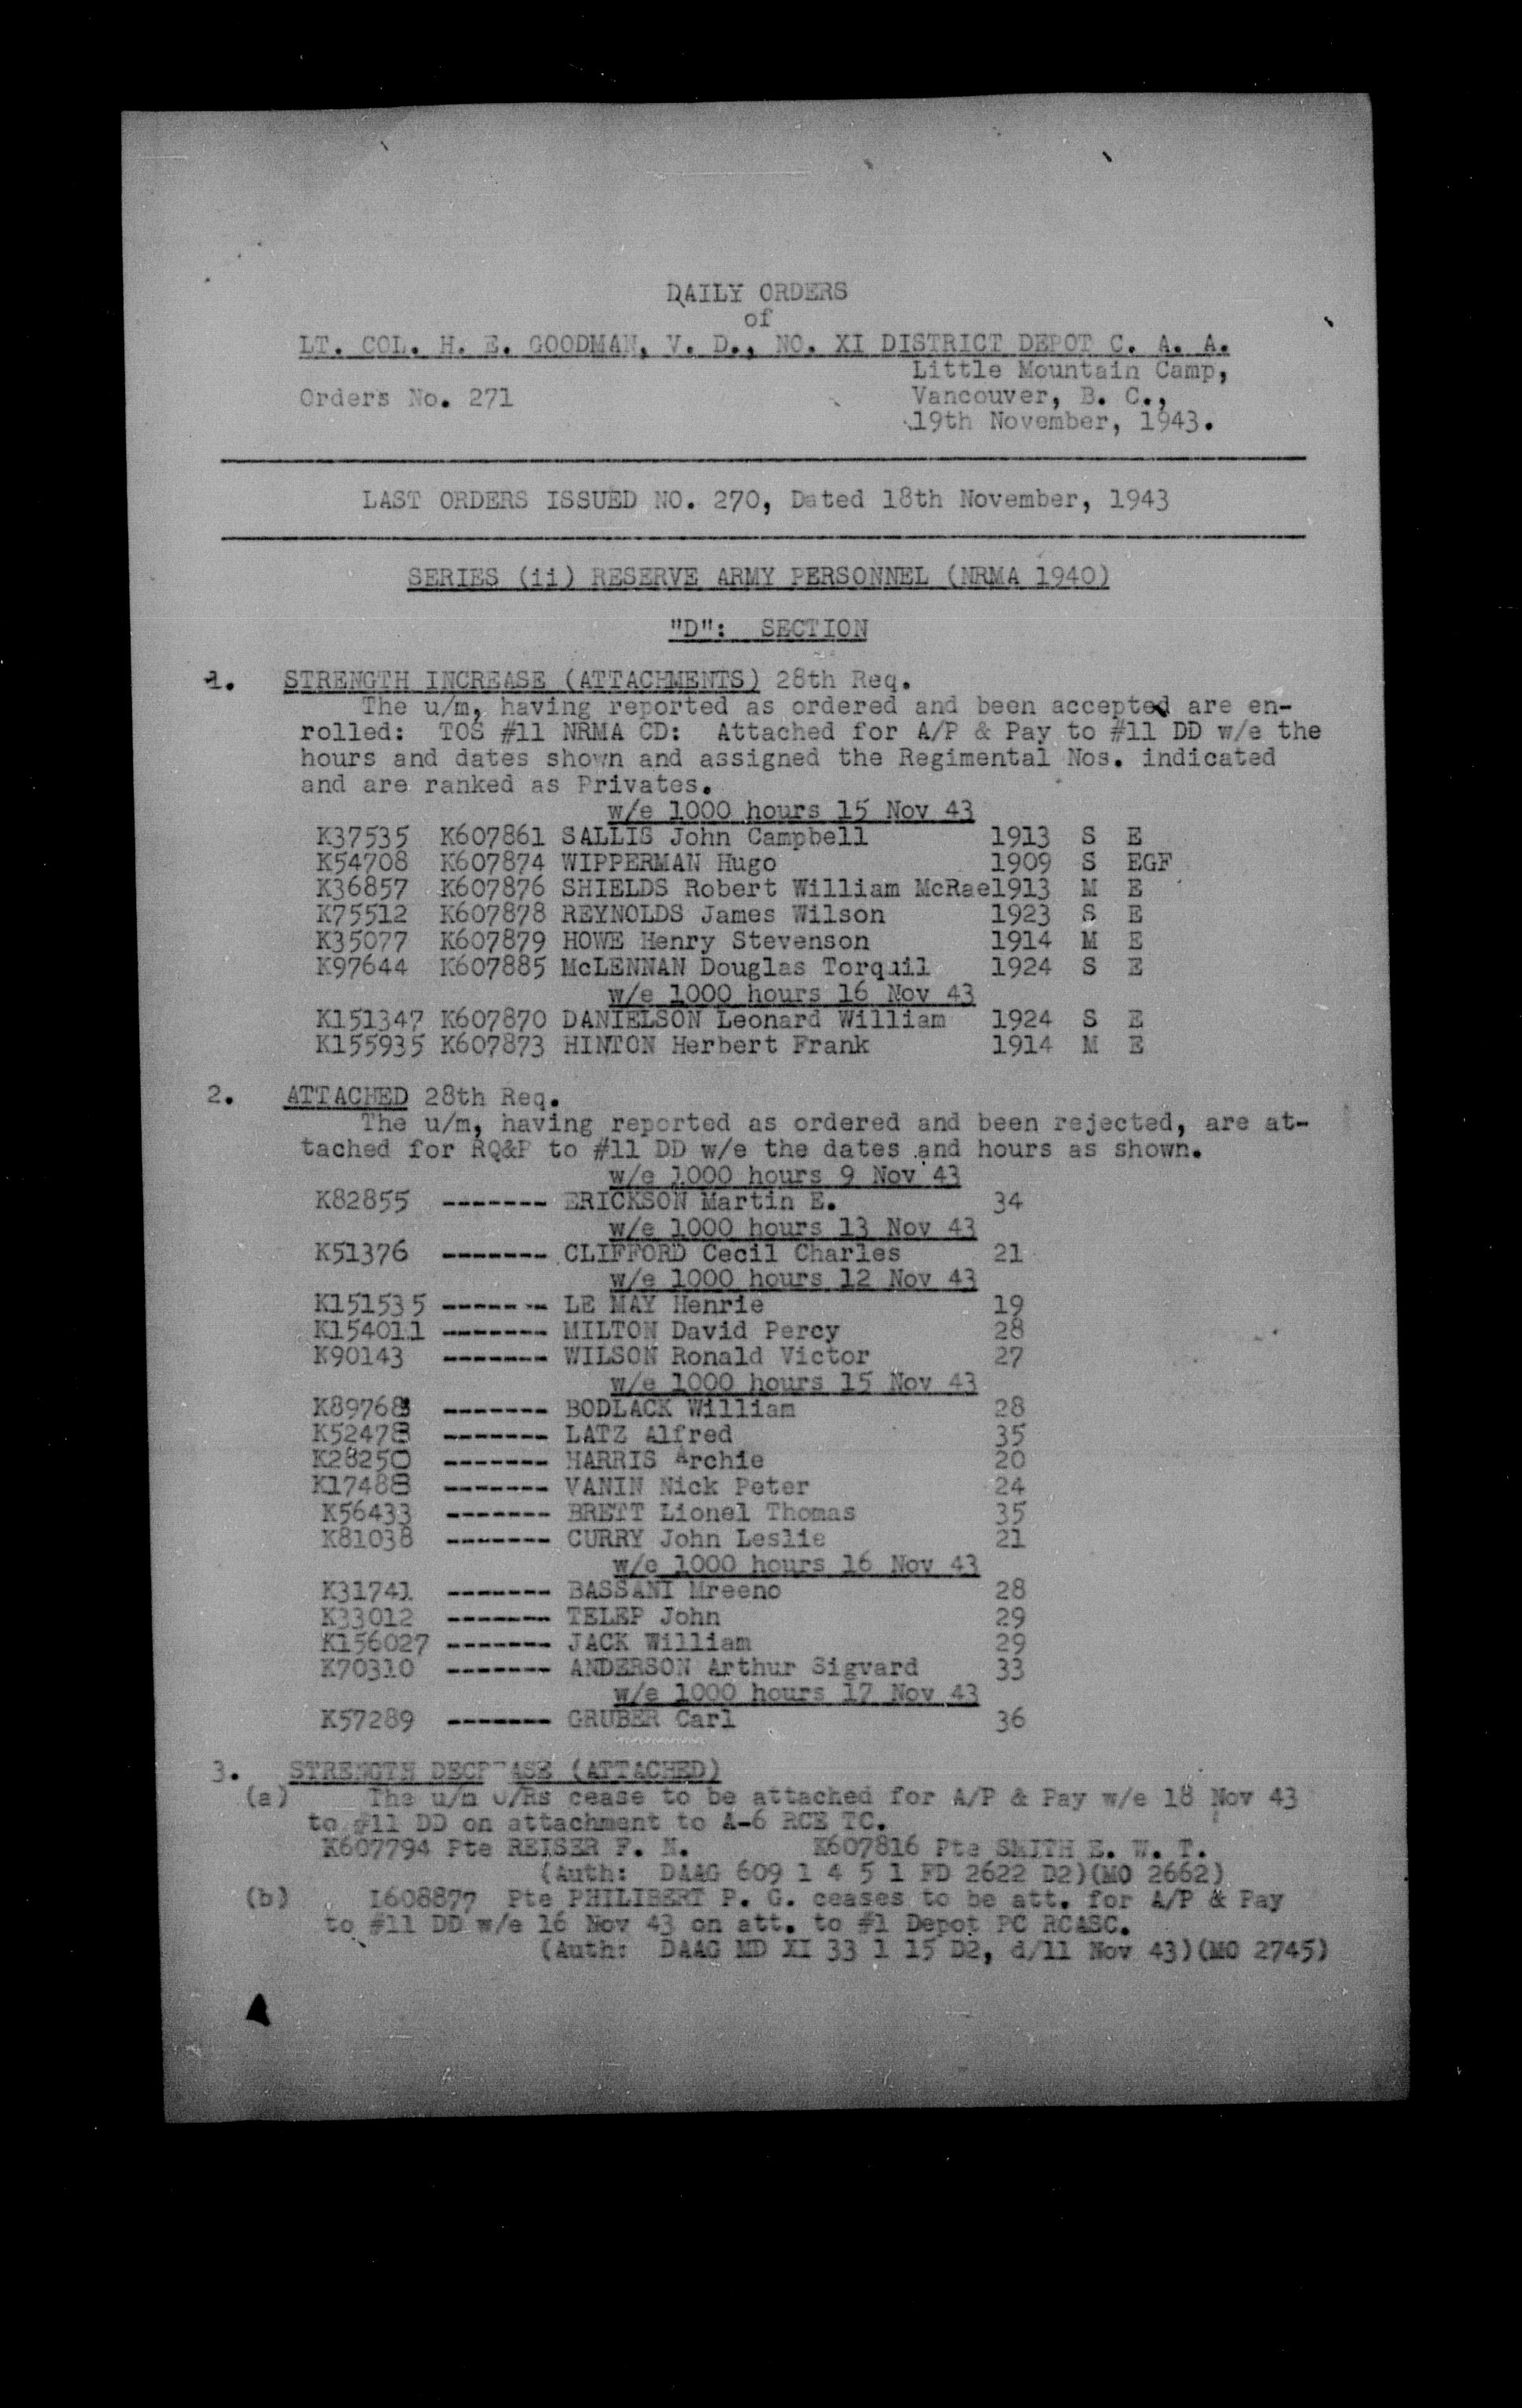 DAILY ORDERS
of
LT. COL. H. E. GOODMAN, V. D., NO. XI DISTRICT DEPOT C. A. A.
Little Mountain Camp,
Orders No. 271 Vancouver, B. C.,
19th November, 1943.
LAST ORDERS ISSUED NO. 270, Dated 18th November, 1943
SERIES (ii) RESERVE ARMY PERSONNEL (NRMA 1940)
"D": SECTION
1. STRENGTH INCREASE (ATTACHMENTS) 28th Req.
The u/m, having reported as ordered and been accepted are en-
rolled: TOS #11 NRMA CD: Attached for A/P & Pay to #11 DD w/e the
hours and dates shown and assigned the Regimental Nos. indicated
and are ranked as Privates.
w/e 1000 hours 15 Nov 43
K37535 K607861 SALLIS John Campbell 1913 S E
K54708 K607874 WIPPERMAN Hugo 1909 S EGF
K36857 K607876 SHIELDS Robert William McRae1913 M E
K75512 K607878 REYNOLDS James Wilson 1923 S E
K35077 K607879 HOWE Henry Stevenson 1914 M E
K97644 K607885 McLENNAN Douglas Torquil 1924 S E
w/e 1000 hours 16 Nov 43
K151347 K607870 DANIELSON Leonard William 1924 S E
K155935 K607873 HINTON Herbert Frank 1914 M E
2. ATTACHED 28th Req.
The u/m, having reported as ordered and been rejected, are at-
tached for RQ&P to #11 DD w/e the dates and hours as shown.
w/e 1000 hours 9 Nov 43
K82855 ------- ERICKSON Martin E. 34
w/e 1000 hours 13 Nov 43
K51376 ------- CLIFFORD Cecil Charles 21
w/e 1000 hours 12 Nov 43
K151535 ------- LE MAY Henrie 19
K154011 ------- MILTON David Percy 28
K90143 ------- WILSON Ronald Victor 27
w/e 1000 hours 15 Nov 43
------- BODLACK William 28
K52478 ------- LATZ Alfred 35
K28250 ------- HARRIS Archie 20
K17488 ------- VANIN Nick Peter 24
K56433 ------- BRETT Lionel Thomas 35
K81038 ------- CURRY John Leslie 21
w/e 1000 hours 16 Nov 43
K31741 ------- BASSANI Mreeno 28
K33012 ------- TELEP John 29
K156027 ------- JACK William 29
K70310 ------- ANDERSON Arthur Sigvard 33
w/e 1000 hours 17 Nov 43
K57289 ------- GRUBER Carl 36
3. STRENGTH (ATTACHED)
(a) The u/m O/Rs cease to be attached for A/P & Pay w/e 18 Nov 43
to #11 DD on attachment to A-6 RCE TC.
K607794 Pte REISER F. N. K607816 Pte SMITH E. W. T.
(Auth: DAAG 609 1 4 5 1 FD 2622 D2)(MO 2662)
(b) L608877 Pte PHILIBERT P. G. ceases to be att. for A/P & Pay
to #11 DD w/e 16 Nov 43 on att. to #1 Depot PC RCASC.
(Auth: DAAG MD XI 33 1 15 D2, d/11 Nov 43)(MO 2745)